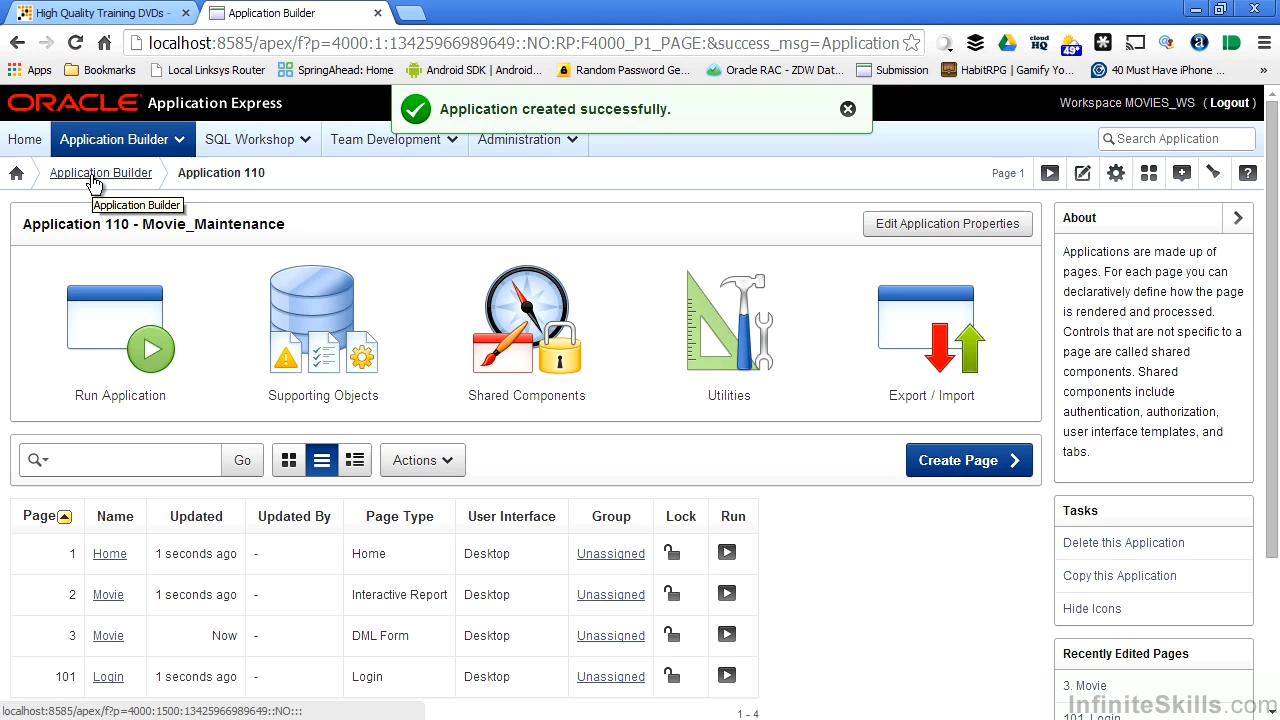 High Quality Training DVDs -
Application Builder
localhost:8585/apex/f?p=4000:1:13425966989649::NO:RP:F4000_P1_PAGE:&success_msg=Application
49°
Apps
Bookmarks
Local Linksys Router
SpringAhead: Home
Android SDK | Android...
Random Password Ge...
Oracle RAC - ZDW Dat...
Submission
HabitRPG | Gamify Yo...
40 Must Have iPhone ...
»
ORACLE Application Express
Application created successfully.
Workspace MOVIES_WS ( Logout )
Home
Application Builder
SQL Workshop
Team Development
Administration
Search Application
Application Builder
Application 110
Page 1
Application Builder
Application 110 - Movie_Maintenance
Edit Application Properties
Run Application
Supporting Objects
Shared Components
Utilities
Export / Import
Go
Actions
Create Page
Page Name Updated Updated By Page Type User Interface Group Lock Run
1 Home 1 seconds ago - Home Desktop Unassigned
2 Movie 1 seconds ago - Interactive Report Desktop Unassigned
3 Movie Now - DML Form Desktop Unassigned
101 Login 1 seconds ago - Login Desktop Unassigned
1 - 4
About
Applications are made up of
pages. For each page you can
declaratively define how the page
is rendered and processed.
Controls that are not specific to a
page are called shared
components. Shared
components include
authentication, authorization,
user interface templates, and
tabs.
Tasks
Delete this Application
Copy this Application
Hide Icons
Recently Edited Pages
3. Movie
101. Login
InfiniteSkills.com
localhost:8585/apex/f?p=4000:1500:13425966989649::NO:::